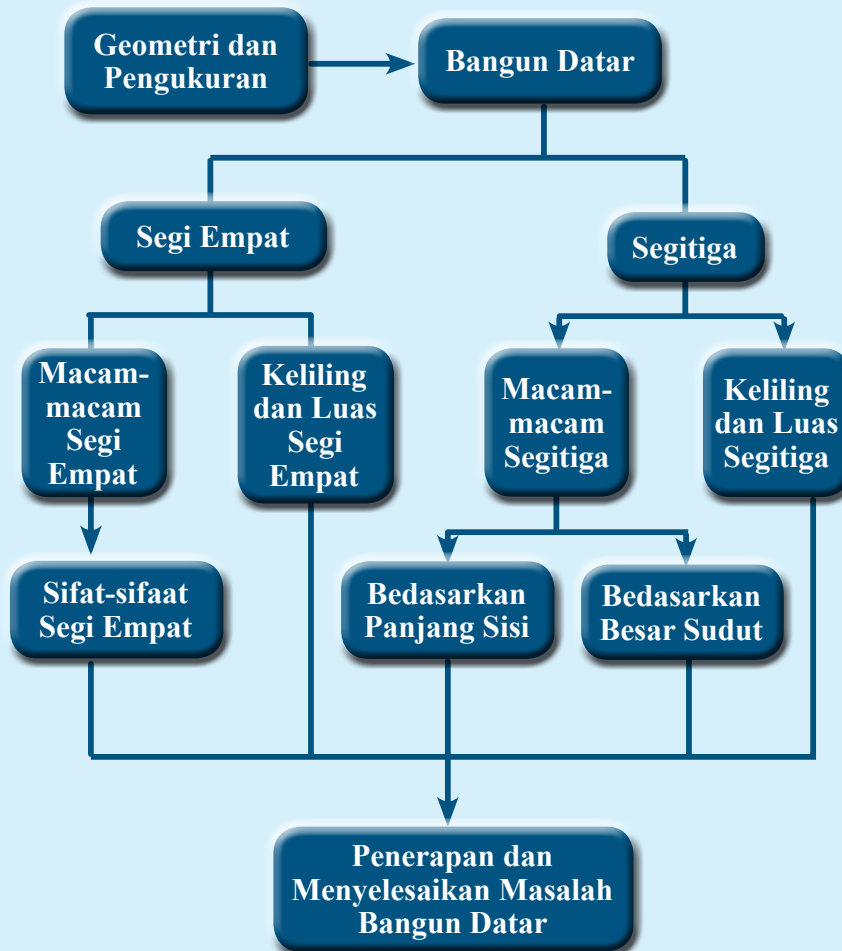 Geometri dan
Pengukuran
Bangun Datar
Segi Empat
Segitiga
Macam-
macam
Segi
Empat
Keliling
dan Luas
Segi
Empat
Macam-
macam
Segitiga
Keliling
dan Luas
Segitiga
Sifat-sifaat
Segi Empat
Bedasarkan
Panjang Sisi
Bedasarkan
Besar Sudut
Penerapan dan
Menyelesaikan Masalah
Bangun Datar